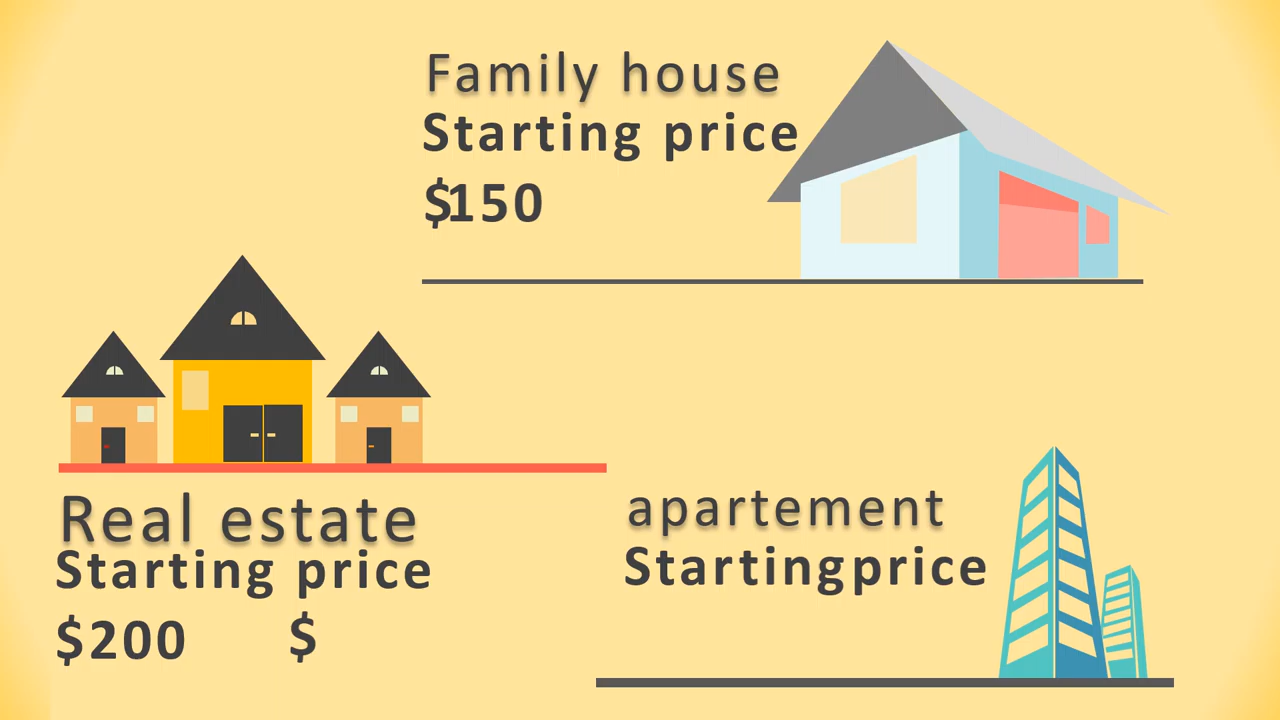 Family house
Starting price
$150
Real estate
Starting price
$200 $
apartement
Startingprice